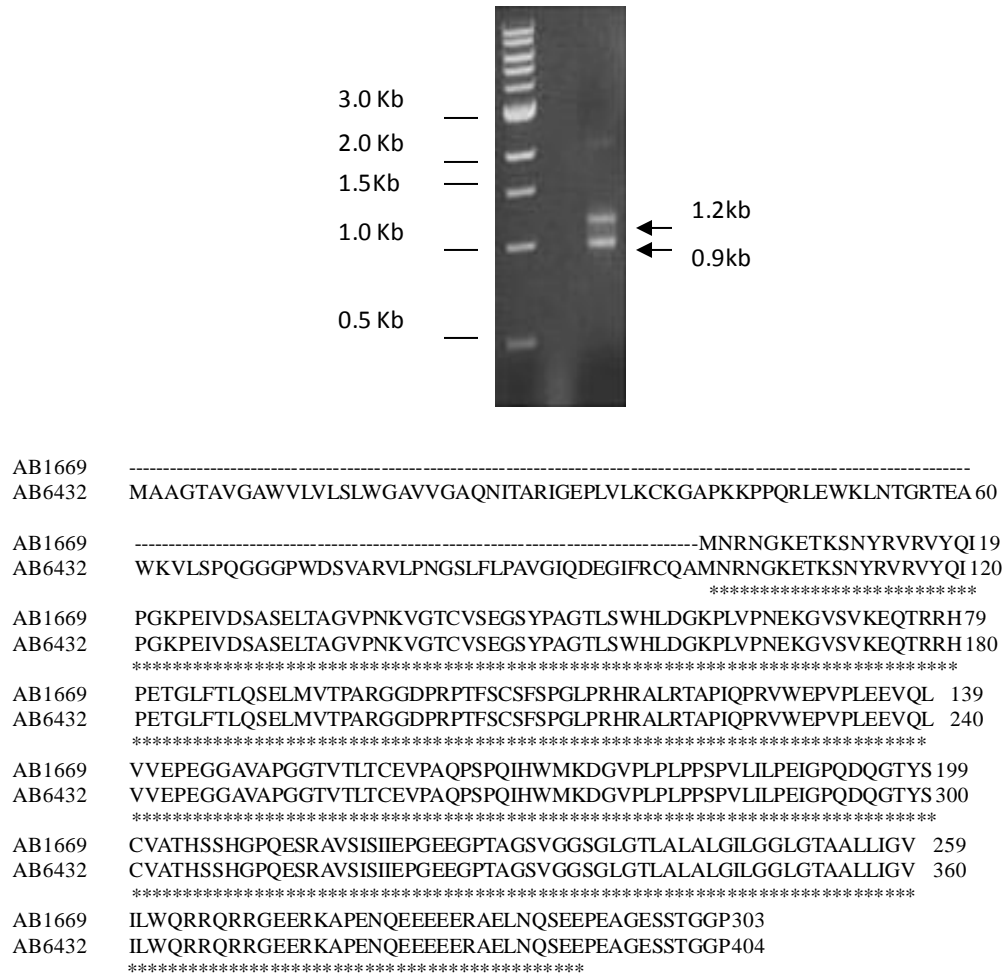 3.0 Kb
2.0 Kb
1.5Kb
1.0 Kb
0.5 Kb
1.2kb
0.9kb
AB1669 ------------------------------------------------------------------------------------------------------------------------
AB6432 MAAGTAVGAWVLVLSLWGAVVGAQNITARIGEPLVLKCKGAPKKPPQRLEWKLNTGRTEA 60
AB1669 --------------------------------------------------------------------------------MNRNGKETKSNYRVRVYQI 19
AB6432 WKVLSPQGGGPWDSVARVLPNGSLFLPAVGIQDEGIFRCQAMNRNGKETKSNYRVRVYQI 120
**************************
AB1669 PGKPEIVDSASELTAGVPNKVGTCVSEGSYPAGTLSWHLDGKPLVPNEKGVSVKEQTRRH 79
AB6432 PGKPEIVDSASELTAGVPNKVGTCVSEGSYPAGTLSWHLDGKPLVPNEKGVSVKEQTRRH 180
********************************************************************************
AB1669 PETGLFTLQSELMVTPARGGDPRPTFSCSFSPGLPRHRALRTAPIQPRVWEPVPLEEVQL 139
AB6432 PETGLFTLQSELMVTPARGGDPRPTFSCSFSPGLPRHRALRTAPIQPRVWEPVPLEEVQL 240
*****************************************************************************
AB1669 VVEPEGGAVAPGGTVTLTCEVPAQPSPQIHWMKDGVPLPLPPSPVLILPEIGPQDQGTYS 199
AB6432 VVEPEGGAVAPGGTVTLTCEVPAQPSPQIHWMKDGVPLPLPPSPVLILPEIGPQDQGTYS 300
******************************************************************************
AB1669 CVATHSSHGPQESRAVSISIIEPGEEGPTAGSVGGSGLGTLALALGILGGLGTAALLIGV 259
AB6432 CVATHSSHGPQESRAVSISIIEPGEEGPTAGSVGGSGLGTLALALGILGGLGTAALLIGV 360
****************************************************************************
AB1669 ILWQRRQRRGEERKAPENQEEEEERAELNQSEEPEAGESSTGGP 303
AB6432 ILWQRRQRRGEERKAPENQEEEEERAELNQSEEPEAGESSTGGP 404
********************************************